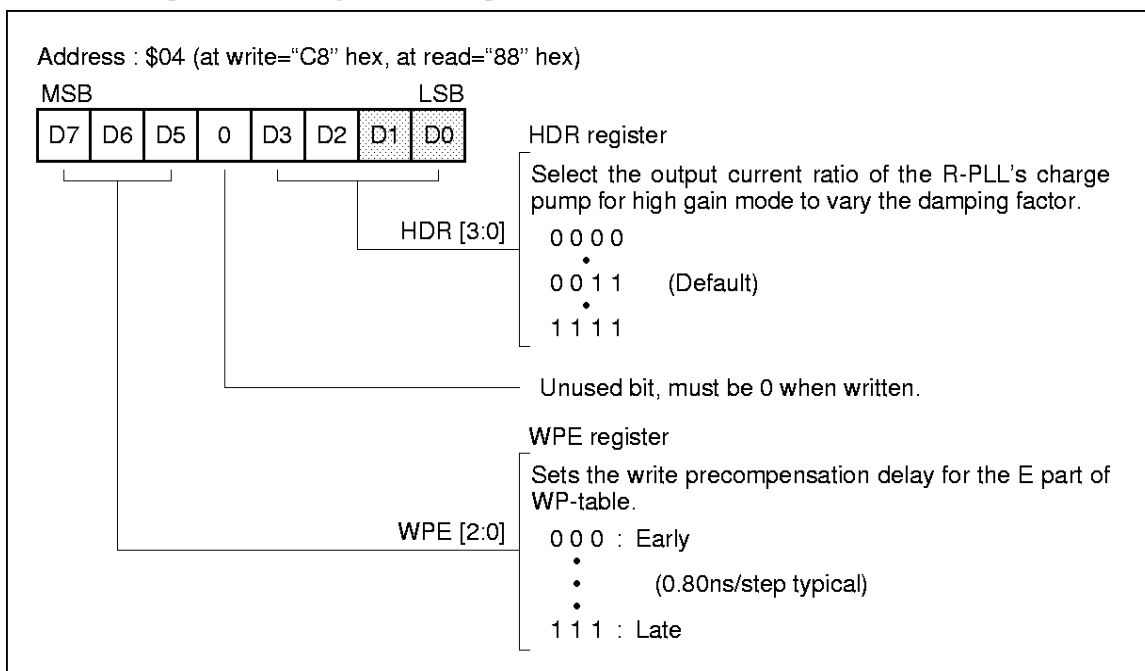 Address : $04 (at write=“C8” hex, at read=“88” hex)
MSB LSB
D7 D6 D5 0 D3 D2 D1 D0
HDR register
Select the output current ratio of the R-PLL's charge
pump for high gain mode to vary the damping factor.
HDR [3:0]
0 0 0 0
0 0 1 1 (Default)
1 1 1 1
Unused bit, must be 0 when written.
WPE register
Sets the write precompensation delay for the E part of
WP-table.
WPE [2:0]
0 0 0 : Early
(0.80ns/step typical)
1 1 1 : Late